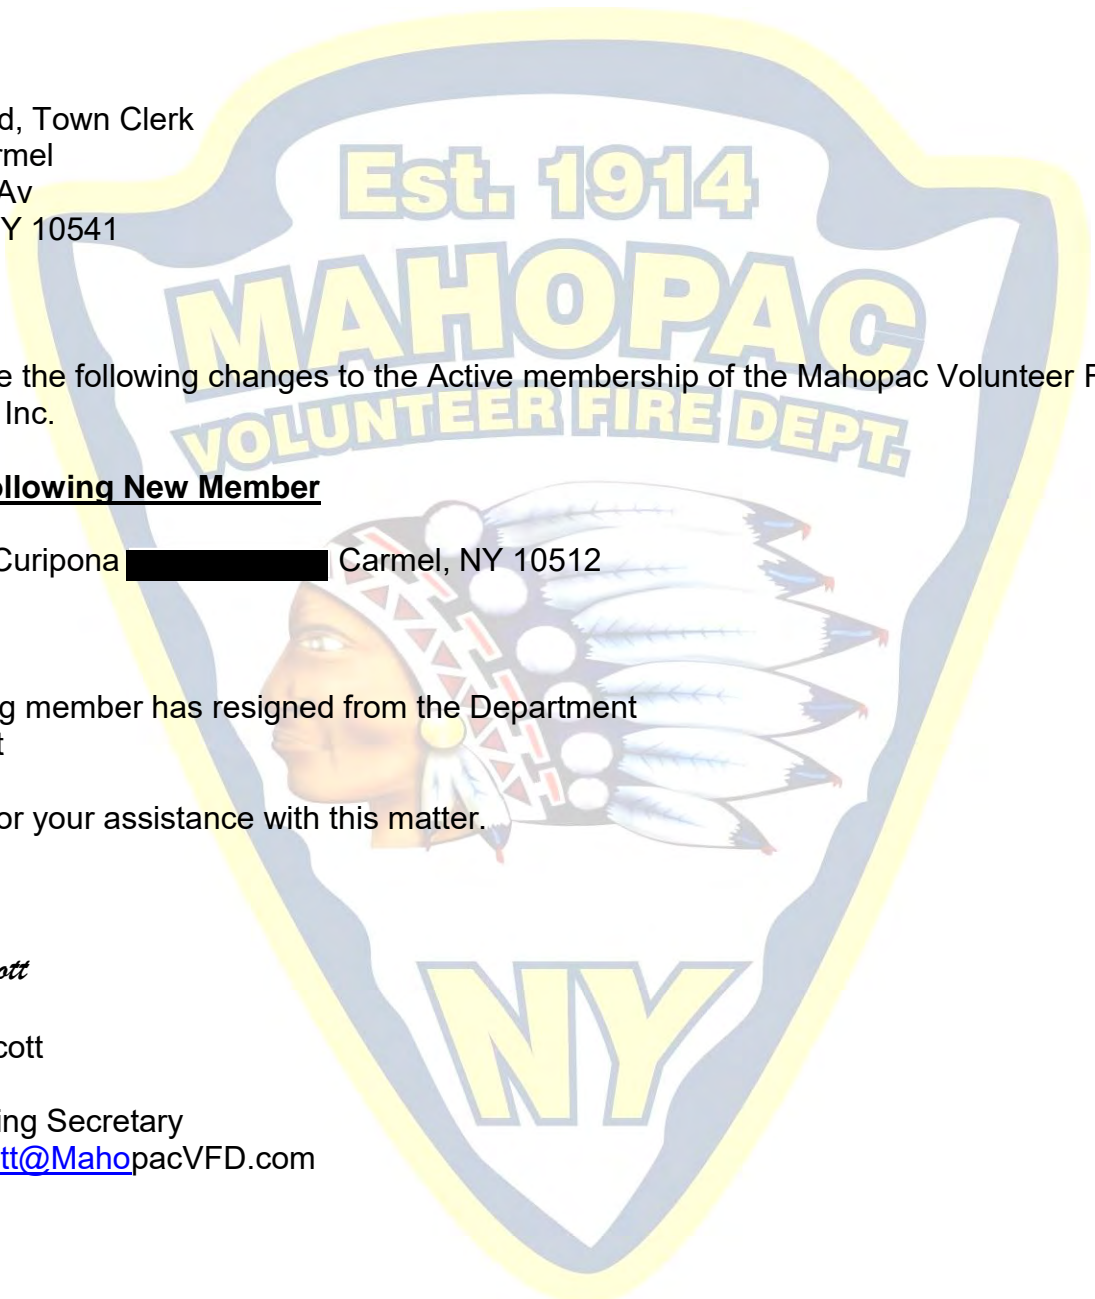 d, Town Clerk
rmel
Av
Y 10541
Est. 1914
MAHOPAC
VOLUNTEER FIRE DEPT.
e the following changes to the Active membership of the Mahopac Volunteer F
Inc.
ollowing New Member
Curipona Carmel, NY 10512
g member has resigned from the Department
t
or your assistance with this matter.
ott
cott
ing Secretary
tt@MahopacVFD.com
NY